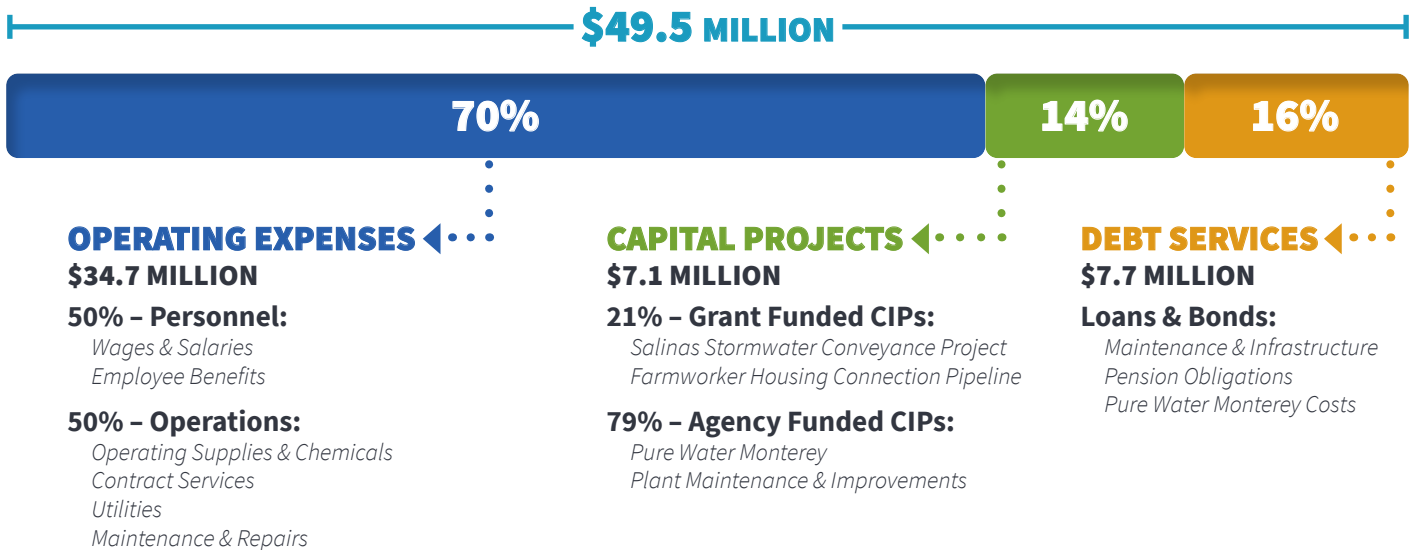 $49.5 MILLION
70%
14%
16%
OPERATING EXPENSES
$34.7 MILLION
50% – Personnel:
Wages & Salaries
Employee Benefits
50% – Operations:
Operating Supplies & Chemicals
Contract Services
Utilities
Maintenance & Repairs
CAPITAL PROJECTS
$7.1 MILLION
21% – Grant Funded CIPs:
Salinas Stormwater Conveyance Project
Farmworker Housing Connection Pipeline
79% – Agency Funded CIPs:
Pure Water Monterey
Plant Maintenance & Improvements
DEBT SERVICES
$7.7 MILLION
Loans & Bonds:
Maintenance & Infrastructure
Pension Obligations
Pure Water Monterey Costs